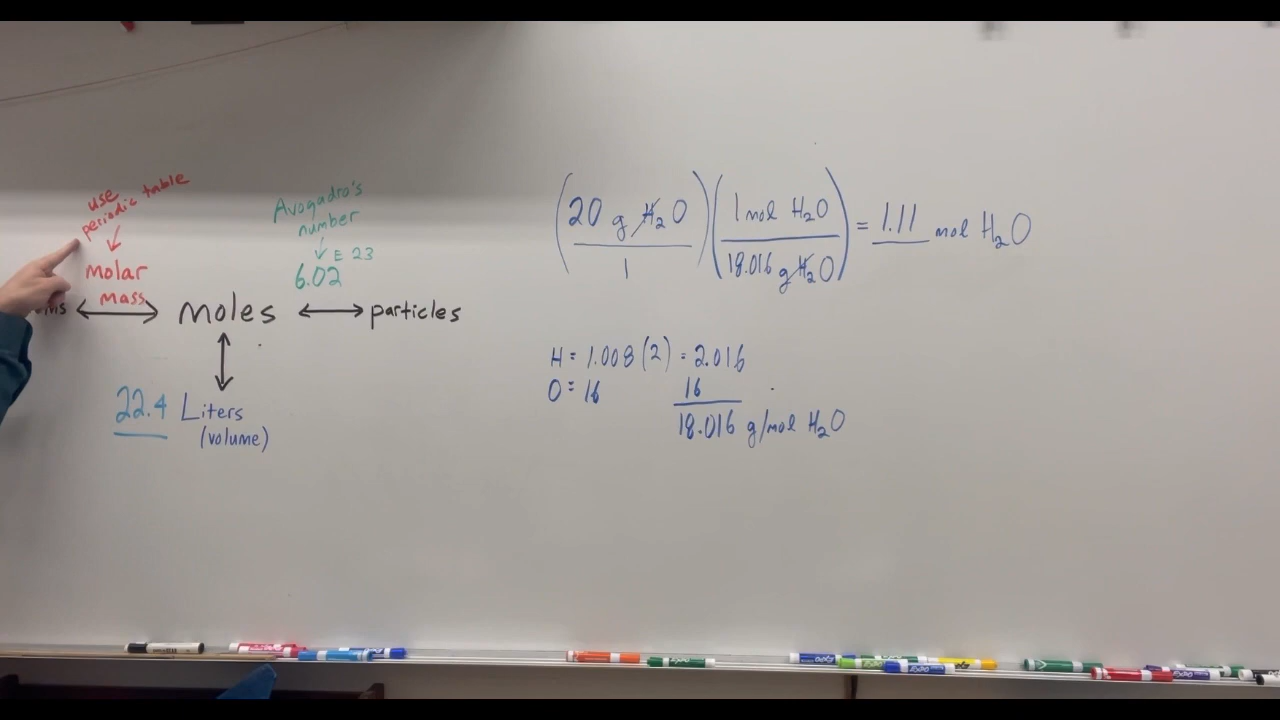 use
periodic table
molar
mass
Avogadro's
number
E 23
6.02
moles
particles
22.4 Liters
(volume)
(20 g H₂O / 1) (1 mol H₂O / 18.016 g H₂O) = 1.11 mol H₂O
H = 1.008 (2) = 2.016
O = 16 16
18.016 g/mol H₂O